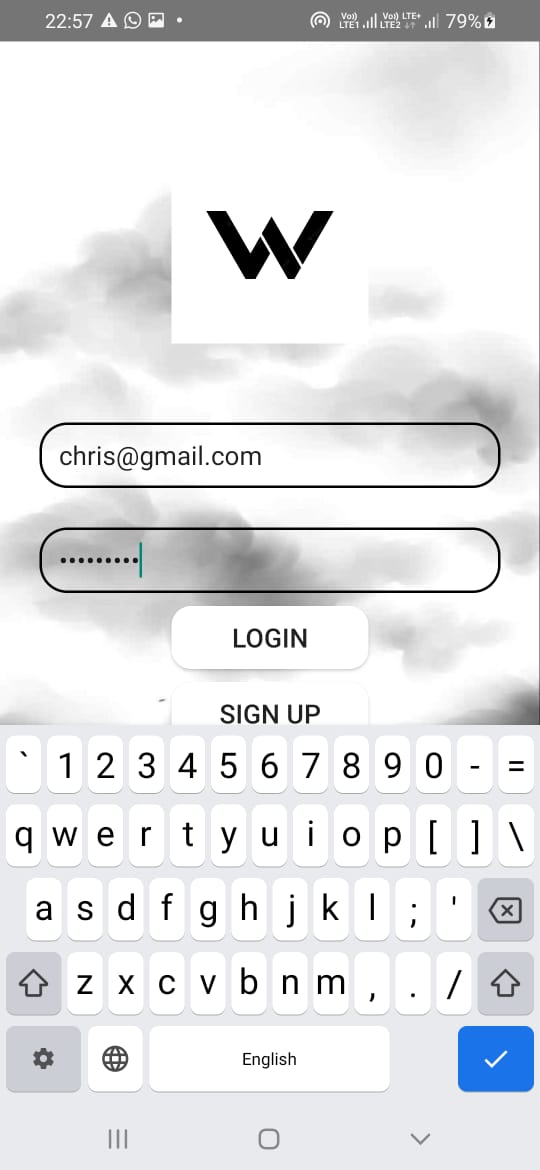 22:57 Vo) LTE1 Vo) LTE+ LTE2 79%
W
chris@gmail.com
•••••••••
LOGIN
SIGN UP
` 1 2 3 4 5 6 7 8 9 0 - =
q w e r t y u i o p [ ] \
a s d f g h j k l ; '
z x c v b n m , . /
English